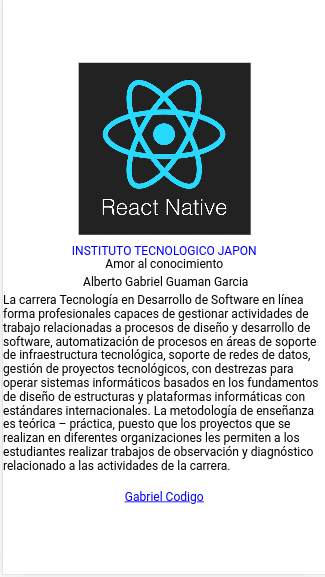 React Native
INSTITUTO TECNOLOGICO JAPON
Amor al conocimiento
Alberto Gabriel Guaman Garcia
La carrera Tecnología en Desarrollo de Software en línea
forma profesionales capaces de gestionar actividades de
trabajo relacionadas a procesos de diseño y desarrollo de
software, automatización de procesos en áreas de soporte
de infraestructura tecnológica, soporte de redes de datos,
gestión de proyectos tecnológicos, con destrezas para
operar sistemas informáticos basados en los fundamentos
de diseño de estructuras y plataformas informáticas con
estándares internacionales. La metodología de enseñanza
es teórica – práctica, puesto que los proyectos que se
realizan en diferentes organizaciones les permiten a los
estudiantes realizar trabajos de observación y diagnóstico
relacionado a las actividades de la carrera.
Gabriel Codigo